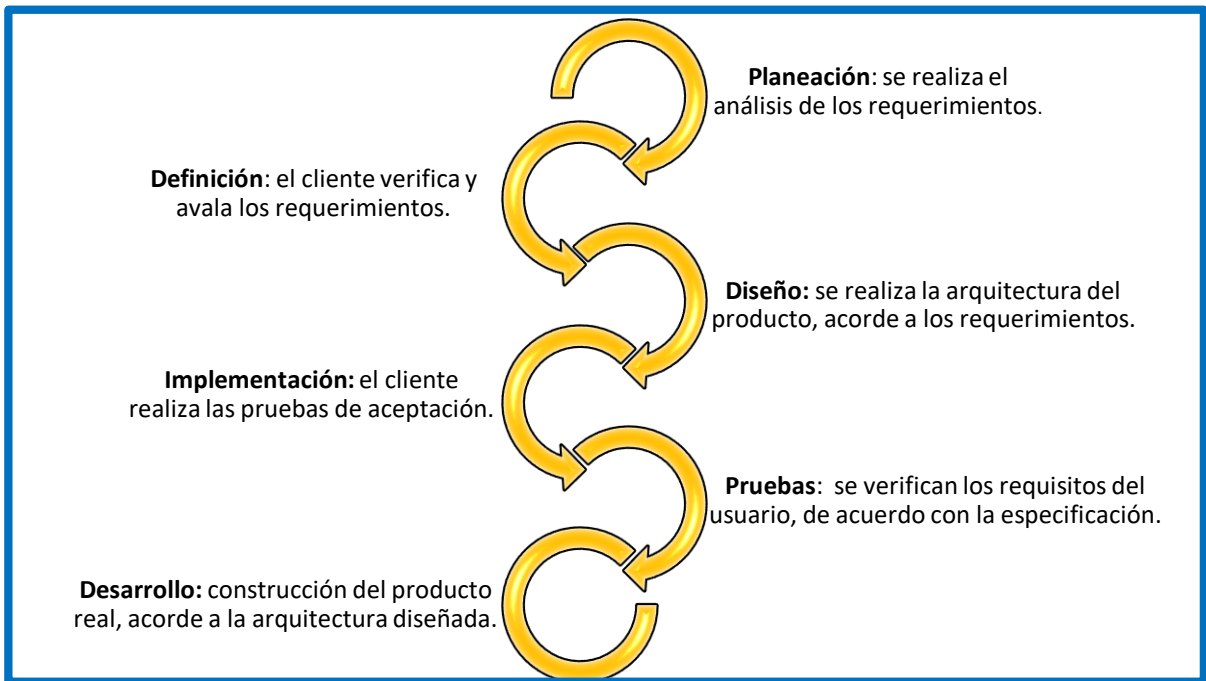 Planeación: se realiza el
análisis de los requerimientos.
Definición: el cliente verifica y
avala los requerimientos.
Diseño: se realiza la arquitectura del
producto, acorde a los requerimientos.
Implementación: el cliente
realiza las pruebas de aceptación.
Pruebas: se verifican los requisitos del
usuario, de acuerdo con la especificación.
Desarrollo: construcción del producto
real, acorde a la arquitectura diseñada.